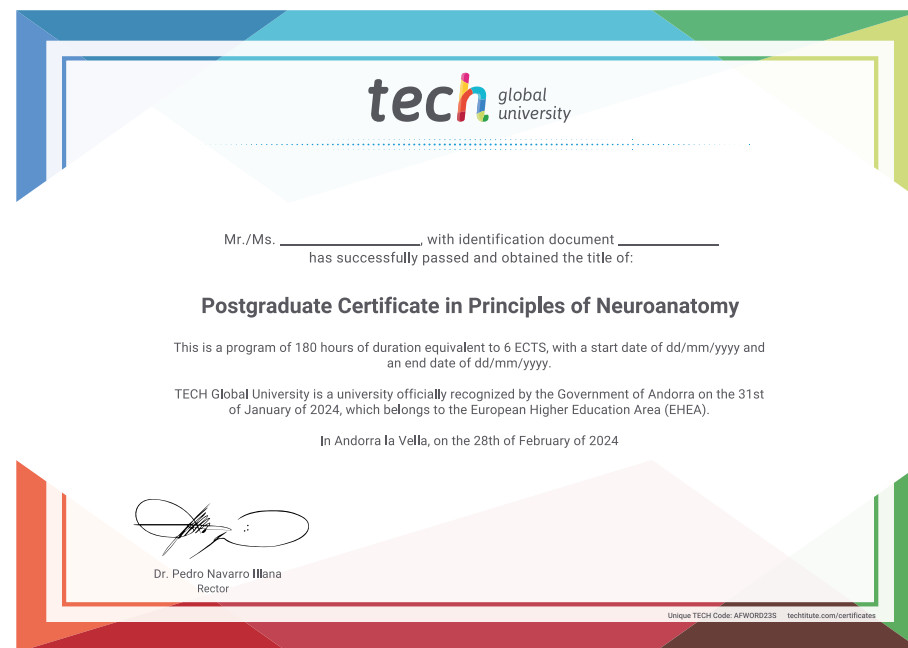 tech global university
Mr./Ms. ____________, with identification document ____________
has successfully passed and obtained the title of:
Postgraduate Certificate in Principles of Neuroanatomy
This is a program of 180 hours of duration equivalent to 6 ECTS, with a start date of dd/mm/yyyy and
an end date of dd/mm/yyyy.
TECH Global University is a university officially recognized by the Government of Andorra on the 31st
of January of 2024, which belongs to the European Higher Education Area (EHEA).
In Andorra la Vella, on the 28th of February of 2024
Dr. Pedro Navarro Illana
Rector
Unique TECH Code: AFWORD23S techtitute.com/certificates